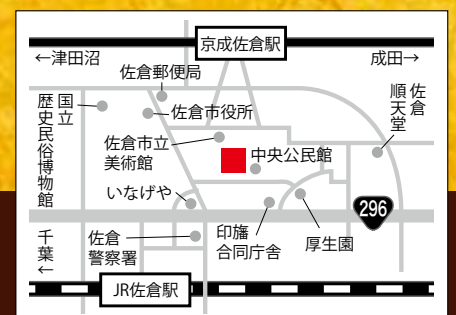 京成佐倉駅
←津田沼
成田→
佐倉郵便局
国立
歴史民俗博物館
佐倉市役所
佐倉
順天堂
佐倉市立
美術館
中央公民館
いなげや
296
千葉←
佐倉
警察署
印旛
合同庁舎
厚生園
JR佐倉駅